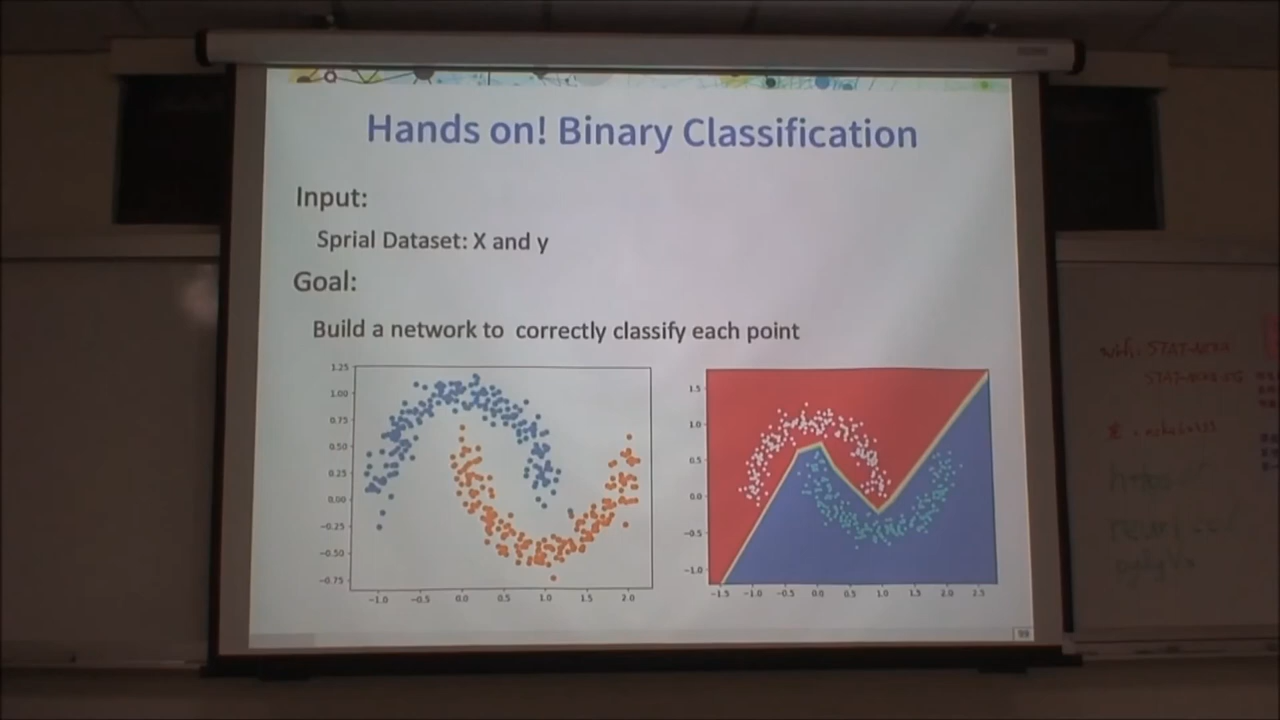 Hands on! Binary Classification
Input:
Sprial Dataset: X and y
Goal:
Build a network to  correctly classify each point
1.25
1.00
0.75
0.50
0.25
0.00
−0.25
−0.50
−0.75
−1.0 −0.5 0.0 0.5 1.0 1.5 2.0
1.5
1.0
0.5
0.0
−0.5
−1.0
−1.5 −1.0 −0.5 0.0 0.5 1.0 1.5 2.0 2.5
99